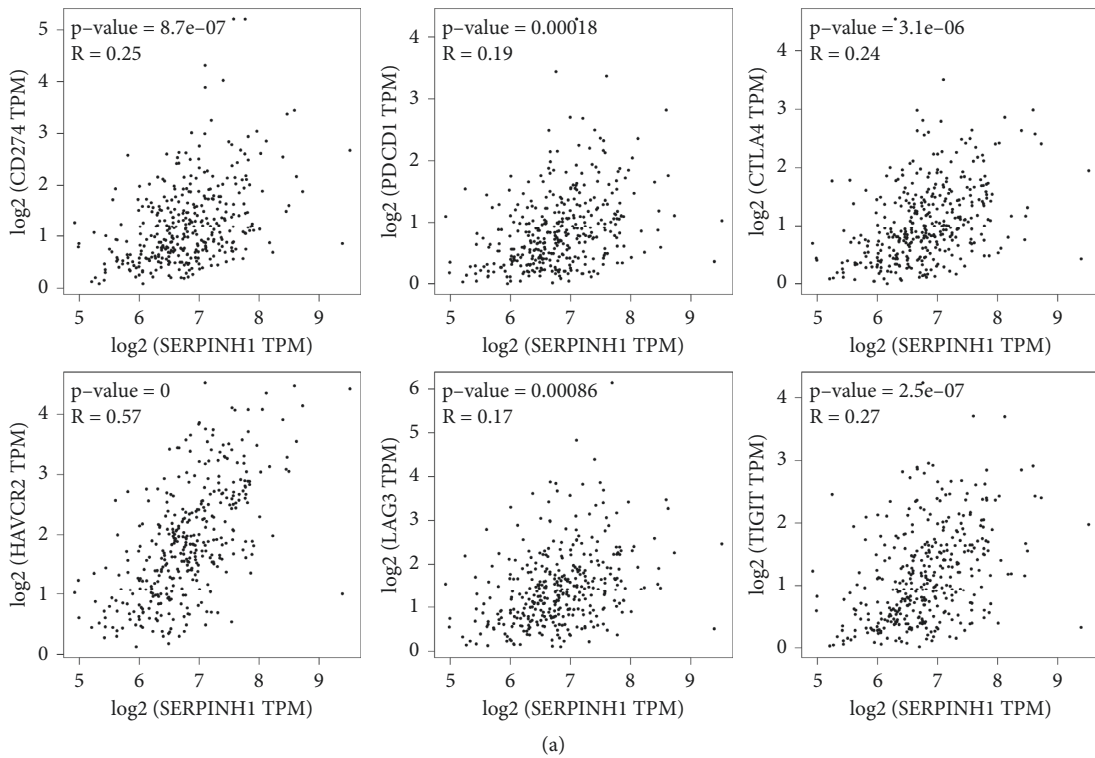 p–value = 8.7e–07
R = 0.25
log2 (CD274 TPM)
5
4
3
2
1
0
5 6 7 8 9
log2 (SERPINH1 TPM)
p–value = 0.00018
R = 0.19
log2 (PDCD1 TPM)
4
3
2
1
0
5 6 7 8 9
log2 (SERPINH1 TPM)
p–value = 3.1e–06
R = 0.24
log2 (CTLA4 TPM)
4
3
2
1
0
5 6 7 8 9
log2 (SERPINH1 TPM)
p–value = 0
R = 0.57
log2 (HAVCR2 TPM)
4
3
2
1
0
5 6 7 8 9
log2 (SERPINH1 TPM)
p–value = 0.00086
R = 0.17
log2 (LAG3 TPM)
6
5
4
3
2
1
0
5 6 7 8 9
log2 (SERPINH1 TPM)
p–value = 2.5e–07
R = 0.27
log2 (TIGIT TPM)
4
3
2
1
0
5 6 7 8 9
log2 (SERPINH1 TPM)
(a)